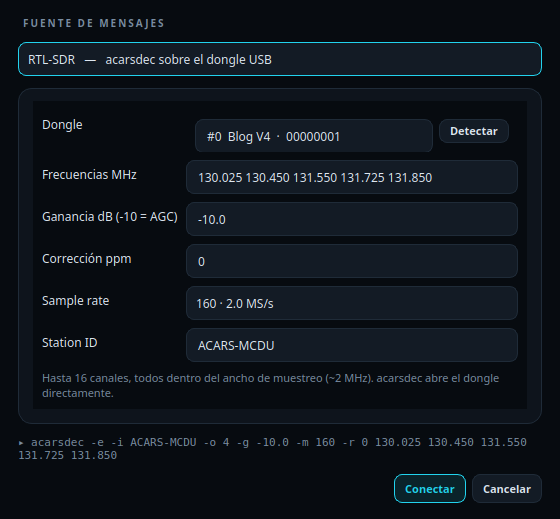 FUENTE DE MENSAJES
RTL-SDR — acarsdec sobre el dongle USB
Dongle
#0 Blog V4 · 00000001
Detectar
Frecuencias MHz
130.025 130.450 131.550 131.725 131.850
Ganancia dB (-10 = AGC)
-10.0
Corrección ppm
0
Sample rate
160 · 2.0 MS/s
Station ID
ACARS-MCDU
Hasta 16 canales, todos dentro del ancho de muestreo (~2 MHz). acarsdec abre el dongle
directamente.
▸ acarsdec -e -i ACARS-MCDU -o 4 -g -10.0 -m 160 -r 0 130.025 130.450 131.550
131.725 131.850
Conectar
Cancelar